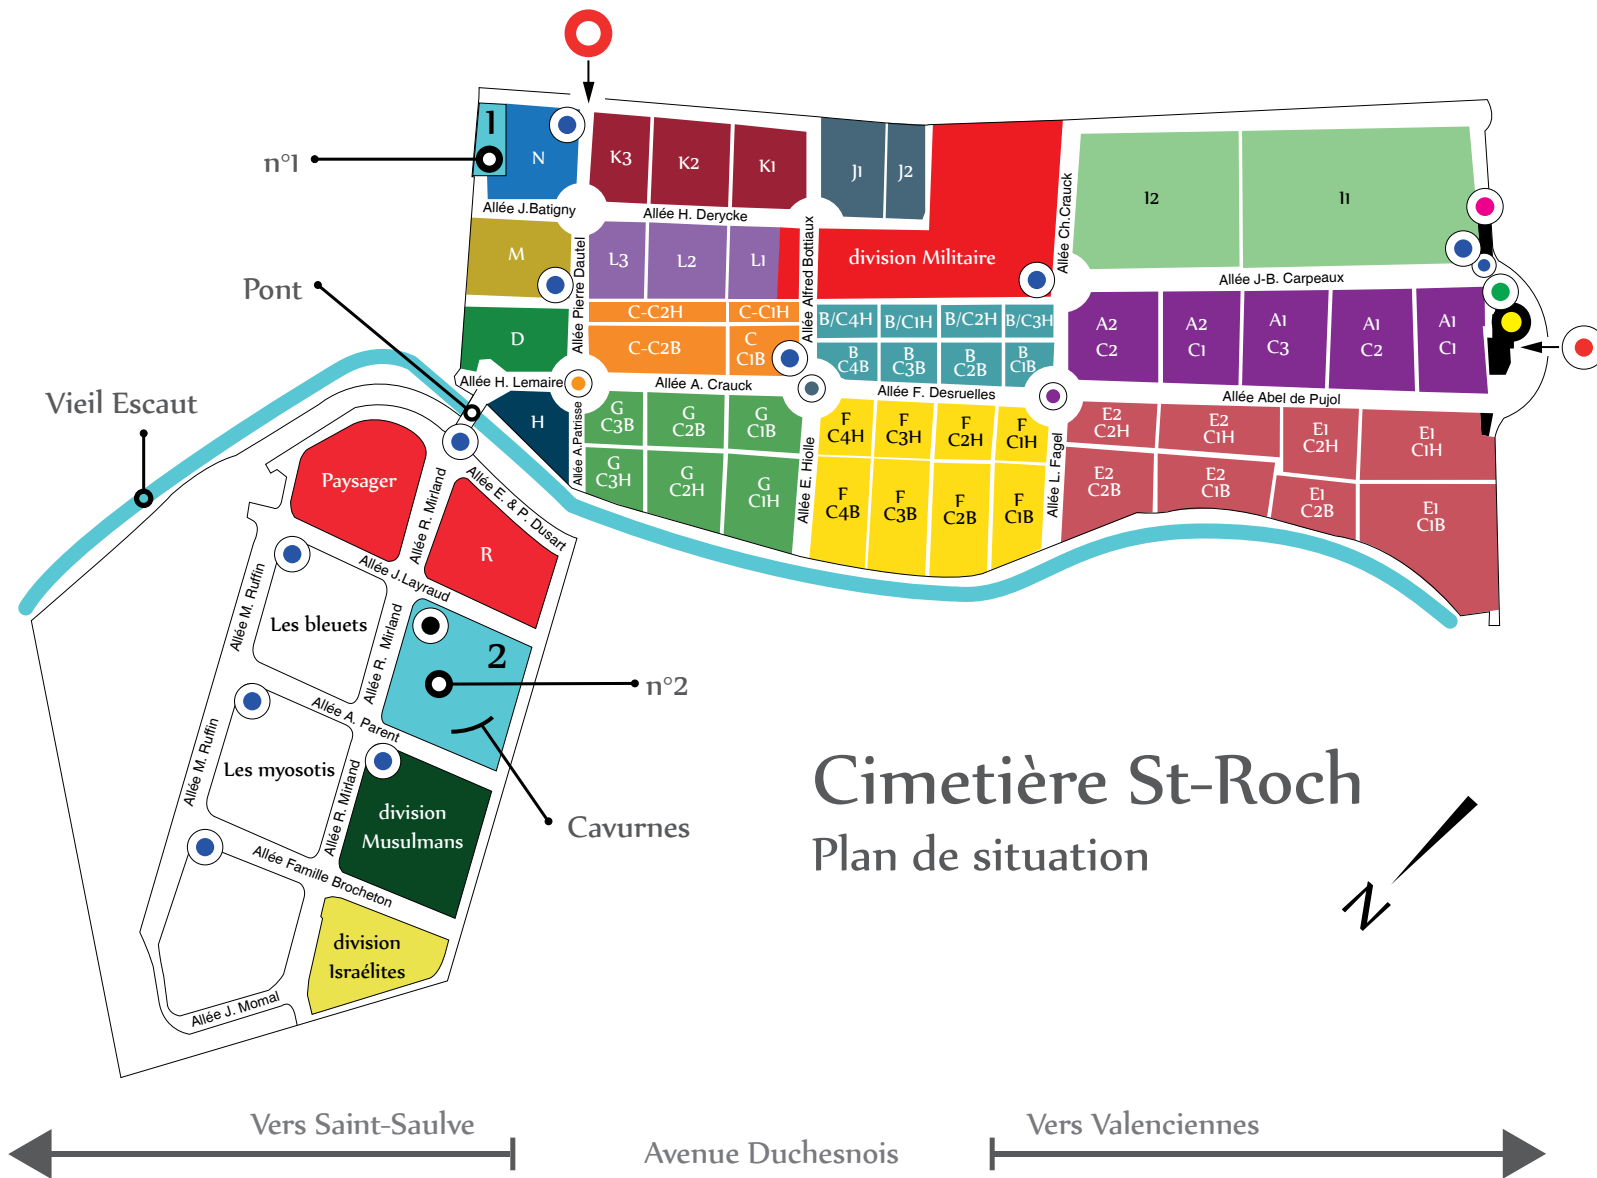 1
n°1
N
K3
K2
K1
J1
J2
I2
I1
Allée J.Batigny
Allée H. Derycke
Allée Ch.Crauck
M
Allée Pierre Dautel
L3
L2
L1
Allée Alfred Bottiaux
division Militaire
Allée J-B. Carpeaux
Pont
C-C2H
C-C1H
B/C4H
B/C1H
B/C2H
B/C3H
A2
C2
A2
C1
A1
C3
A1
C2
A1
C1
D
C-C2B
C
C1B
B
C4B
B
C3B
B
C2B
B
C1B
Allée H. Lemaire
Allée A. Crauck
Allée F. Desruelles
Allée Abel de Pujol
Vieil Escaut
H
Allée A.Patrisse
G
C3B
G
C2B
G
C1B
F
C4H
F
C3H
F
C2H
F
C1H
E2
C2H
E2
C1H
E1
C2H
E1
C1H
G
C3H
G
C2H
G
C1H
Allée E. Hiolle
F
C4B
F
C3B
F
C2B
F
C1B
Allée L. Fagel
E2
C2B
E2
C1B
E1
C2B
E1
C1B
Paysager
Allée R. Mirland
Allée E. & P. Dusart
R
Allée J.Layraud
Allée M. Ruffin
Les bleuets
Allée R. Mirland
2
n°2
Allée A. Parent
Allée M. Ruffin
Les myosotis
Allée R. Mirland
Cavurnes
division
Musulmans
Allée Famille Brocheton
division
Israélites
Allée J. Momal
Cimetière St-Roch
Plan de situation
N
Vers Saint-Saulve
Avenue Duchesnois
Vers Valenciennes